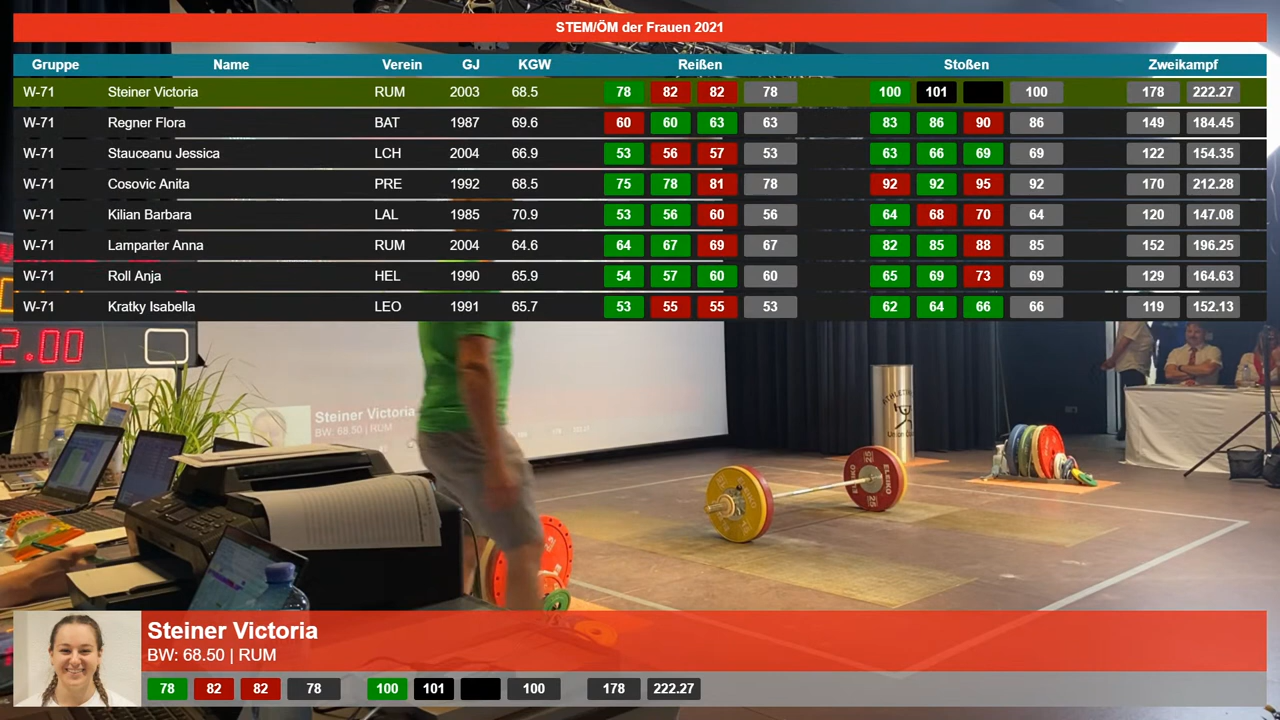 STEM/ÖM der Frauen 2021
Gruppe Name Verein GJ KGW Reißen Stoßen Zweikampf
W-71 Steiner Victoria RUM 2003 68.5 78 82 82 78 100 101 100 178 222.27
W-71 Regner Flora BAT 1987 69.6 60 60 63 63 83 86 90 86 149 184.45
W-71 Stauceanu Jessica LCH 2004 66.9 53 56 57 53 63 66 69 69 122 154.35
W-71 Cosovic Anita PRE 1992 68.5 75 78 81 78 92 92 95 92 170 212.28
W-71 Kilian Barbara LAL 1985 70.9 53 56 60 56 64 68 70 64 120 147.08
W-71 Lamparter Anna RUM 2004 64.6 64 67 69 67 82 85 88 85 152 196.25
W-71 Roll Anja HEL 1990 65.9 54 57 60 60 65 69 73 69 129 164.63
W-71 Kratky Isabella LEO 1991 65.7 53 55 55 53 62 64 66 66 119 152.13
2.00
Steiner Victoria
BW: 68.50 | RUM
ELEIKO
25
Steiner Victoria
BW: 68.50 | RUM
78 82 82 78 100 101 100 178 222.27